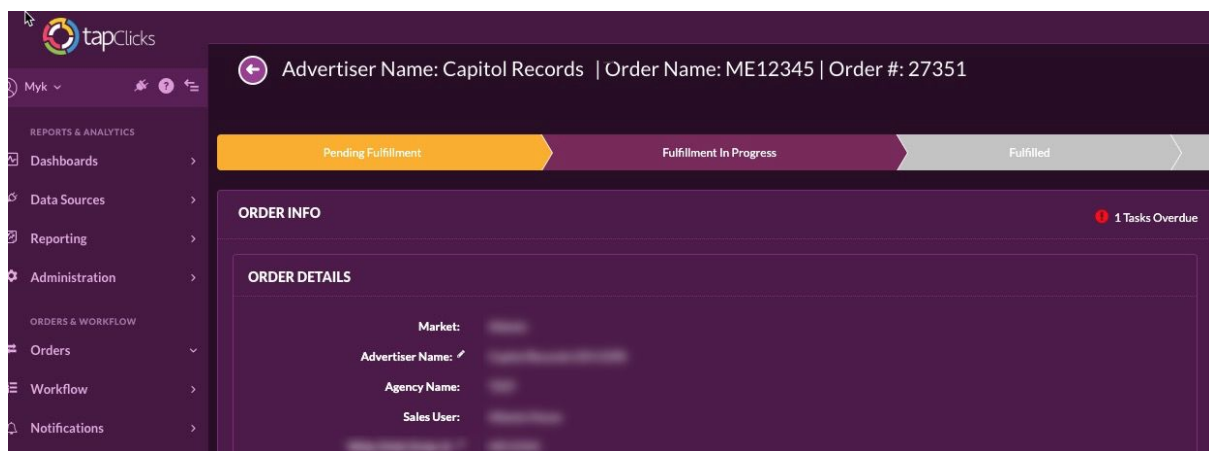 tapClicks
Advertiser Name: Capitol Records | Order Name: ME12345 | Order #: 27351
Myk
REPORTS & ANALYTICS
Dashboards
Data Sources
Reporting
Administration
ORDERS & WORKFLOW
Orders
Workflow
Notifications
Pending Fulfillment
Fulfillment In Progress
Fulfilled
ORDER INFO
1 Tasks Overdue
ORDER DETAILS
Market:
Advertiser Name:
Agency Name:
Sales User: